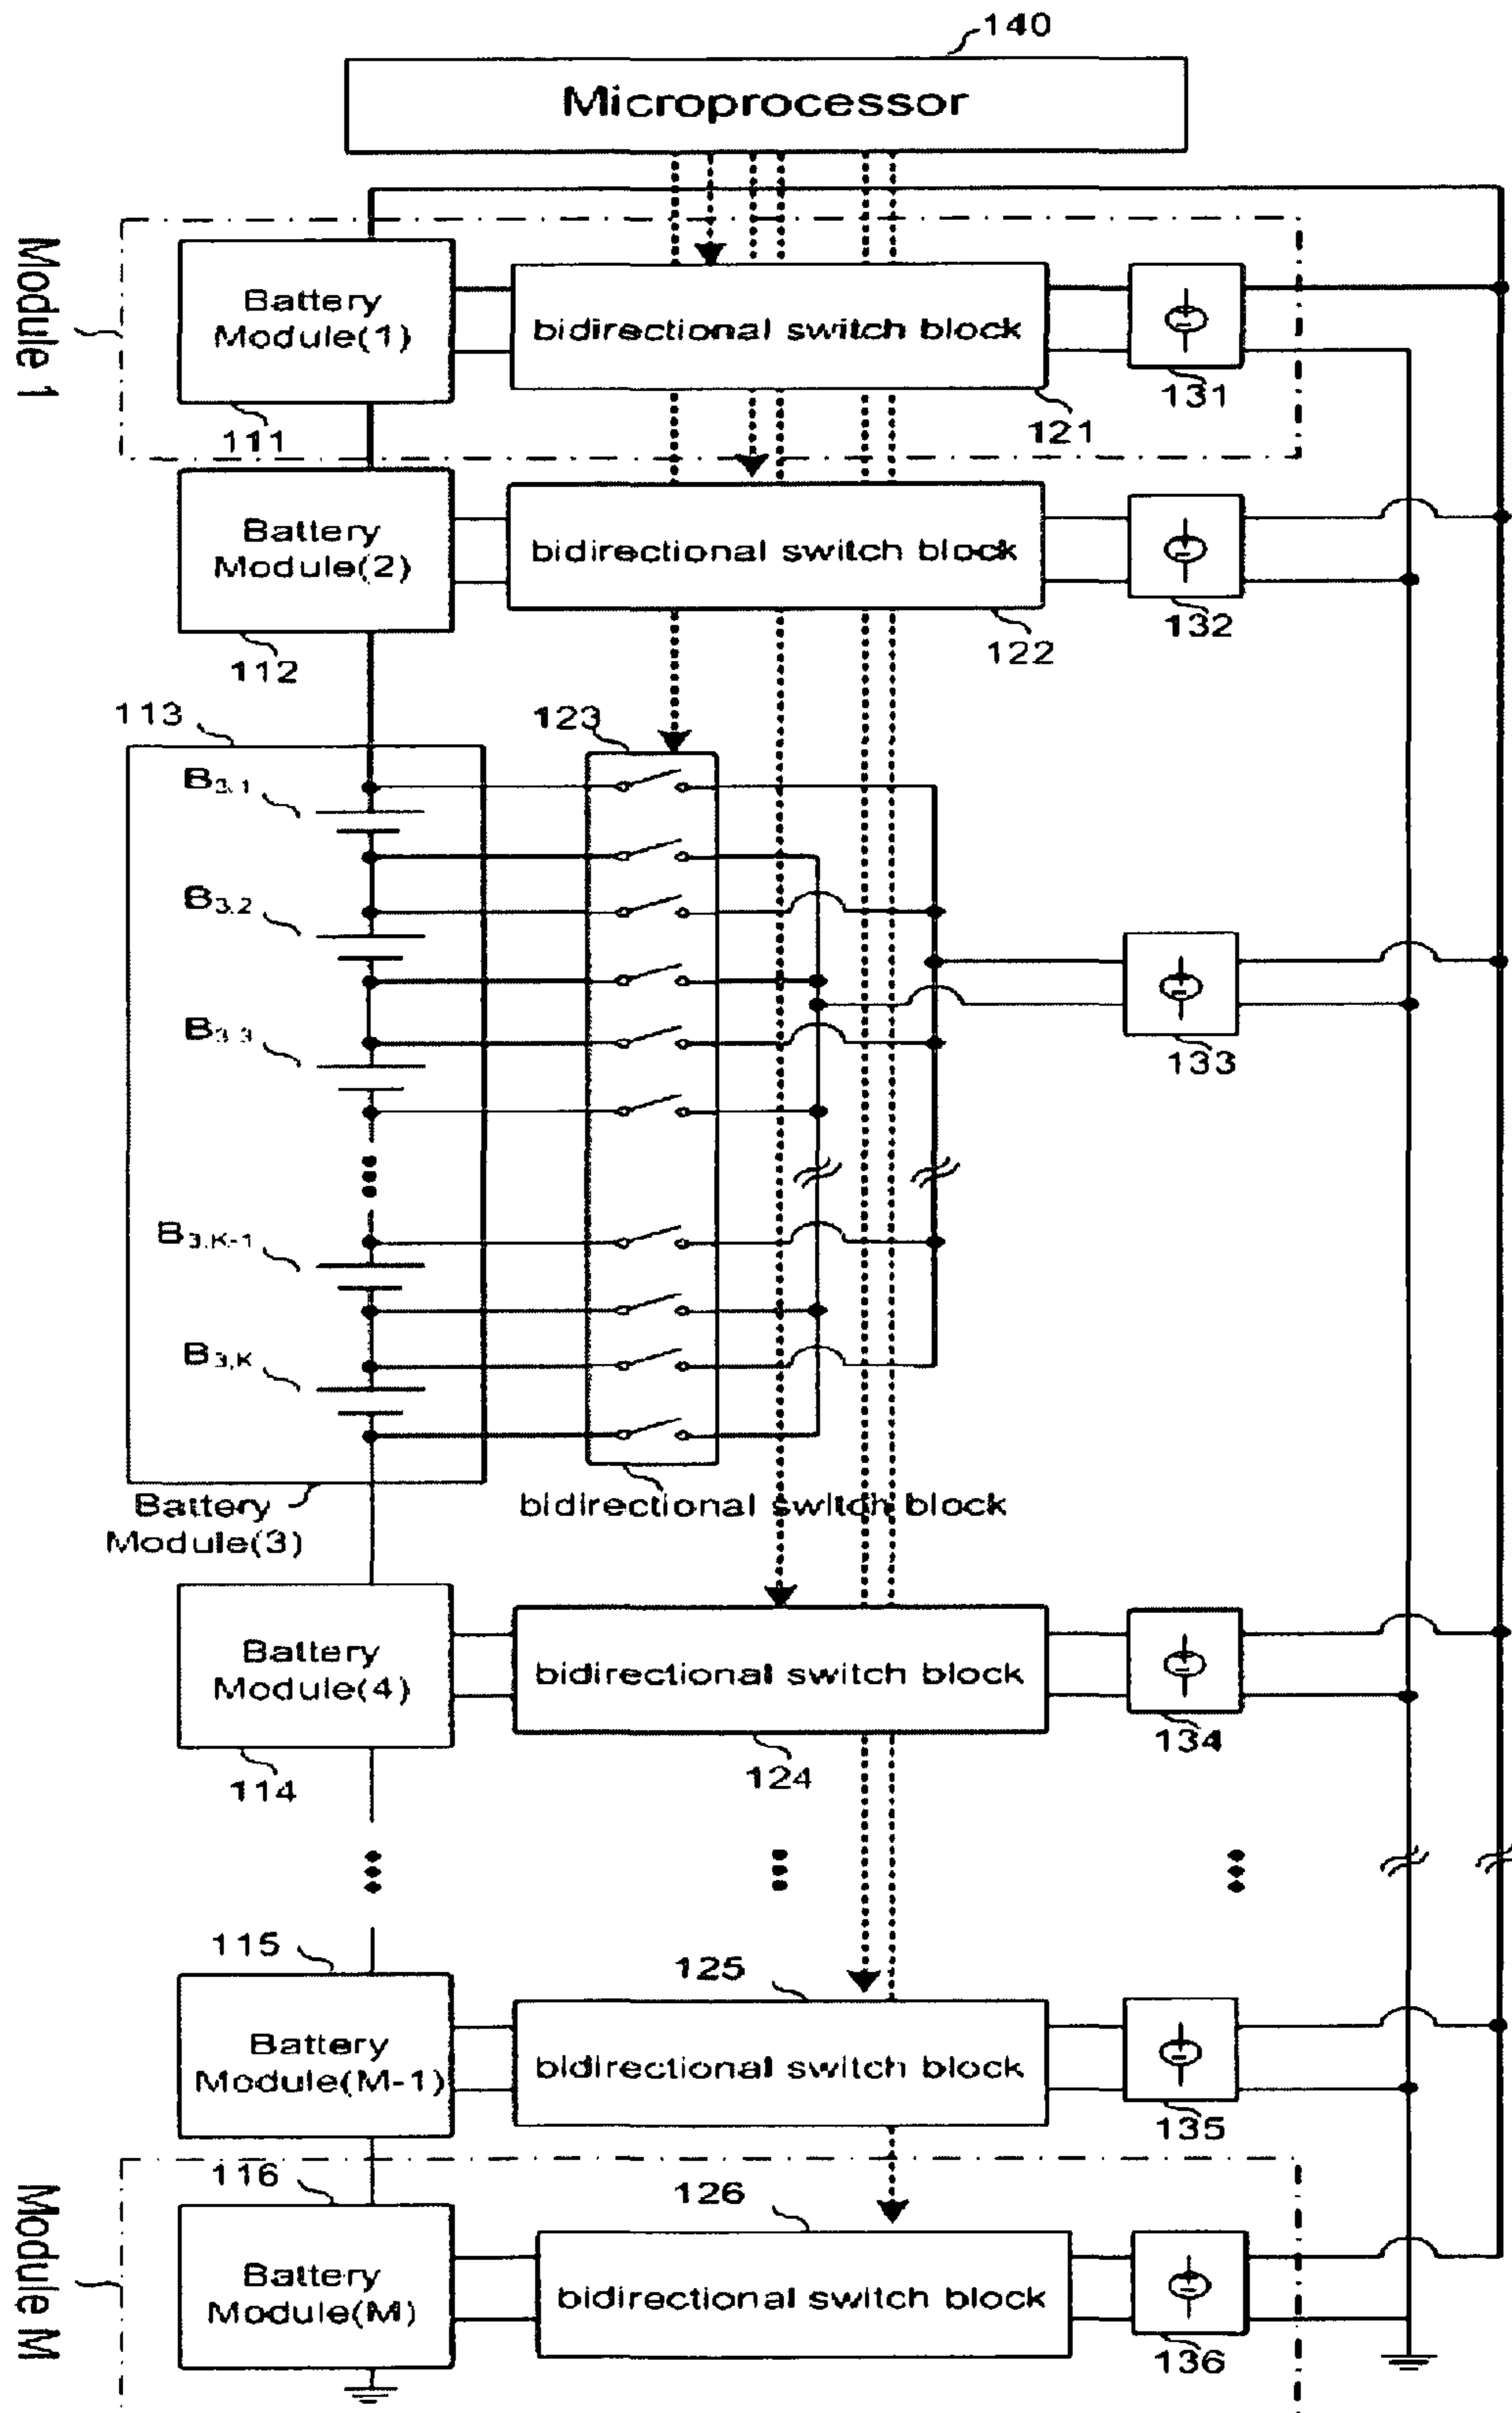 140
Microprocessor
Module 1
Battery
Module(1)
bidirectional switch block
111
121
131
Battery
Module(2)
bidirectional switch block
112
122
132
113
123
B3,1
B3,2
B3,3
B3,K-1
B3,K
133
Battery
Module(3)
bidirectional switch block
Battery
Module(4)
bidirectional switch block
114
124
134
115
125
Battery
Module(M-1)
bidirectional switch block
135
Module M
116
126
Battery
Module(M)
bidirectional switch block
136